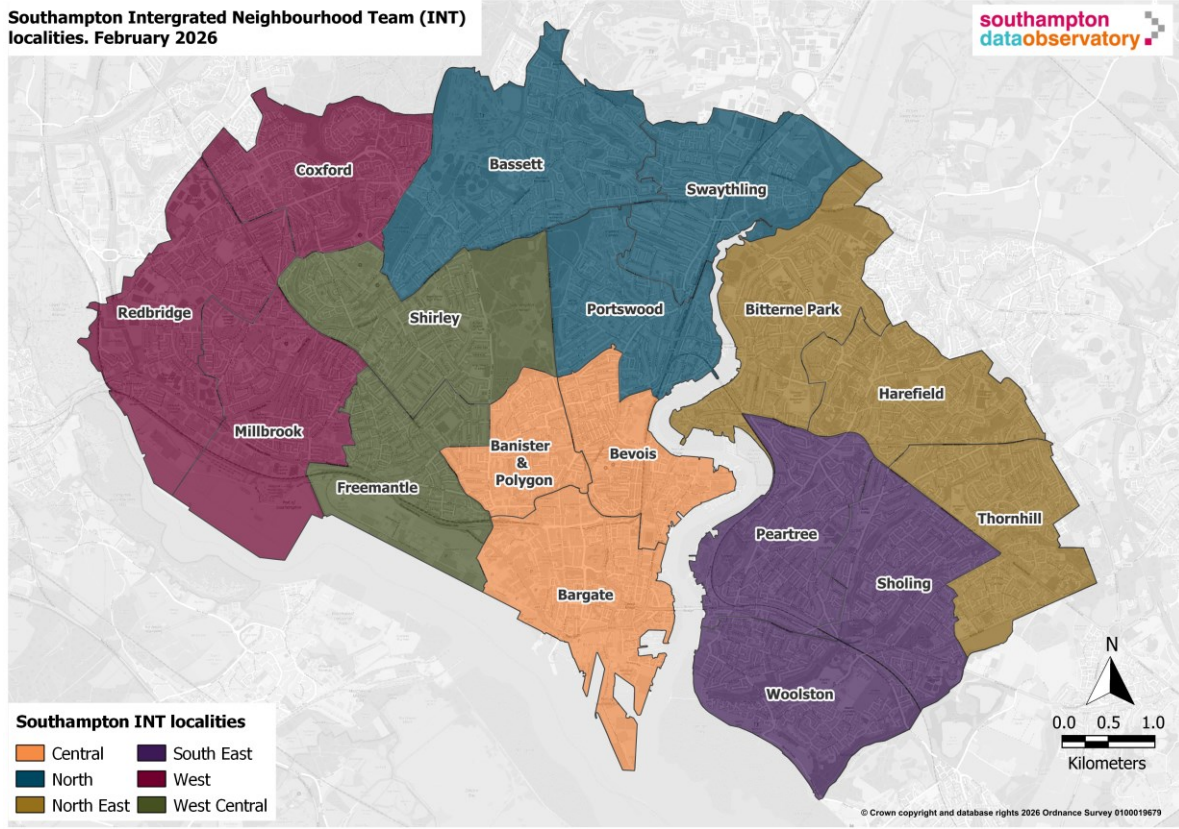 Southampton Intergrated Neighbourhood Team (INT)
localities. February 2026
southampton
dataobservatory
Coxford
Bassett
Swaythling
Redbridge
Shirley
Portswood
Bitterne Park
Harefield
Millbrook
Banister
&
Polygon
Bevois
Freemantle
Peartree
Thornhill
Sholing
Bargate
Woolston
N
0.0 0.5 1.0
Kilometers
Southampton INT localities
Central
South East
North
West
North East
West Central
© Crown copyright and database rights 2026 Ordnance Survey 0100019679